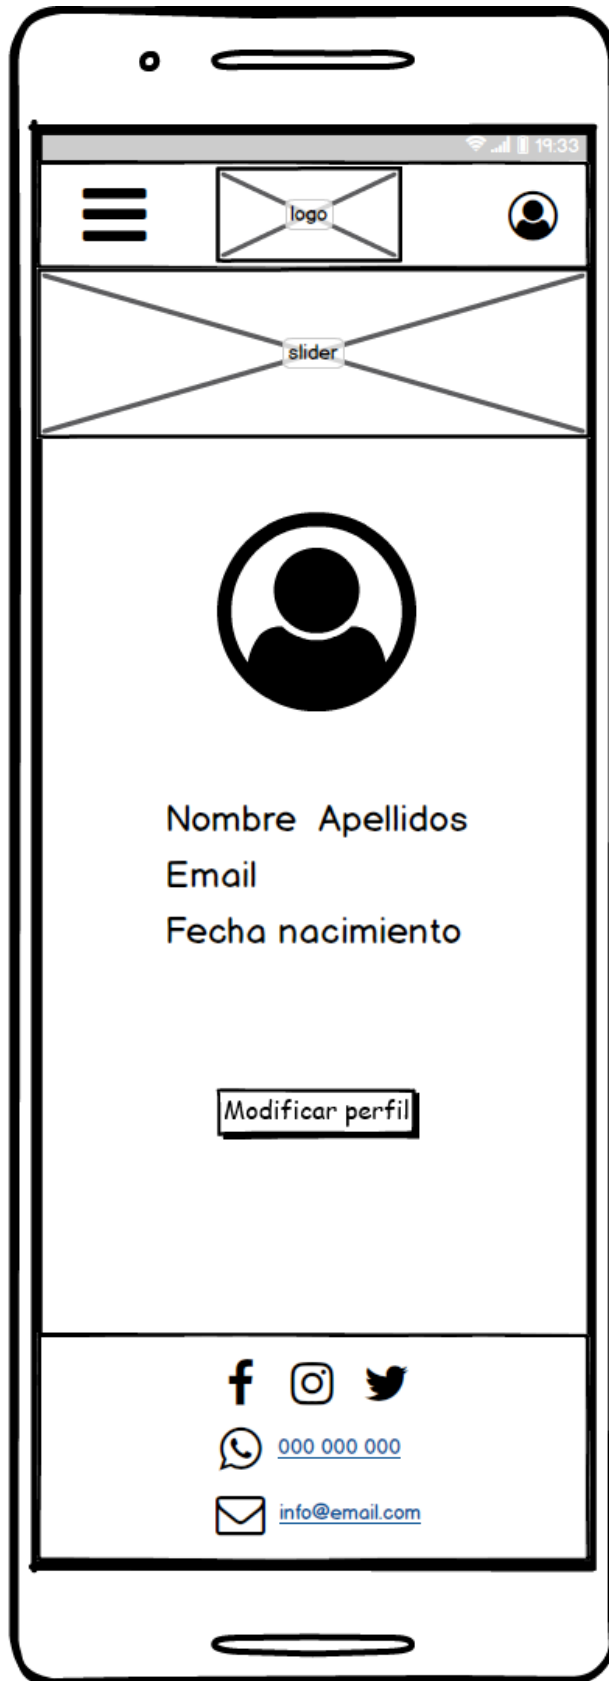 19:33
logo
slider
Nombre Apellidos
Email
Fecha nacimiento
Modificar perfil
000 000 000
info@email.com